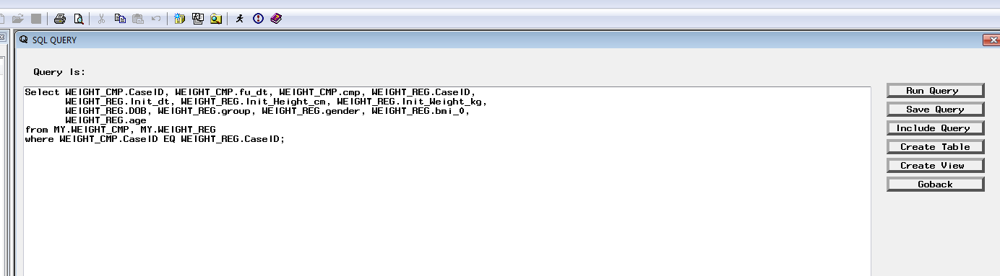 SQL QUERY
Query Is:
Select WEIGHT_CMP.CaseID, WEIGHT_CMP.fu_dt, WEIGHT_CMP.cmp, WEIGHT_REG.CaseID,
WEIGHT_REG.Init_dt, WEIGHT_REG.Init_Height_cm, WEIGHT_REG.Init_Weight_kg,
WEIGHT_REG.DOB, WEIGHT_REG.group, WEIGHT_REG.gender, WEIGHT_REG.bmi_0,
WEIGHT_REG.age
from MY.WEIGHT_CMP, MY.WEIGHT_REG
where WEIGHT_CMP.CaseID EQ WEIGHT_REG.CaseID;
Run Query
Save Query
Include Query
Create Table
Create View
Goback